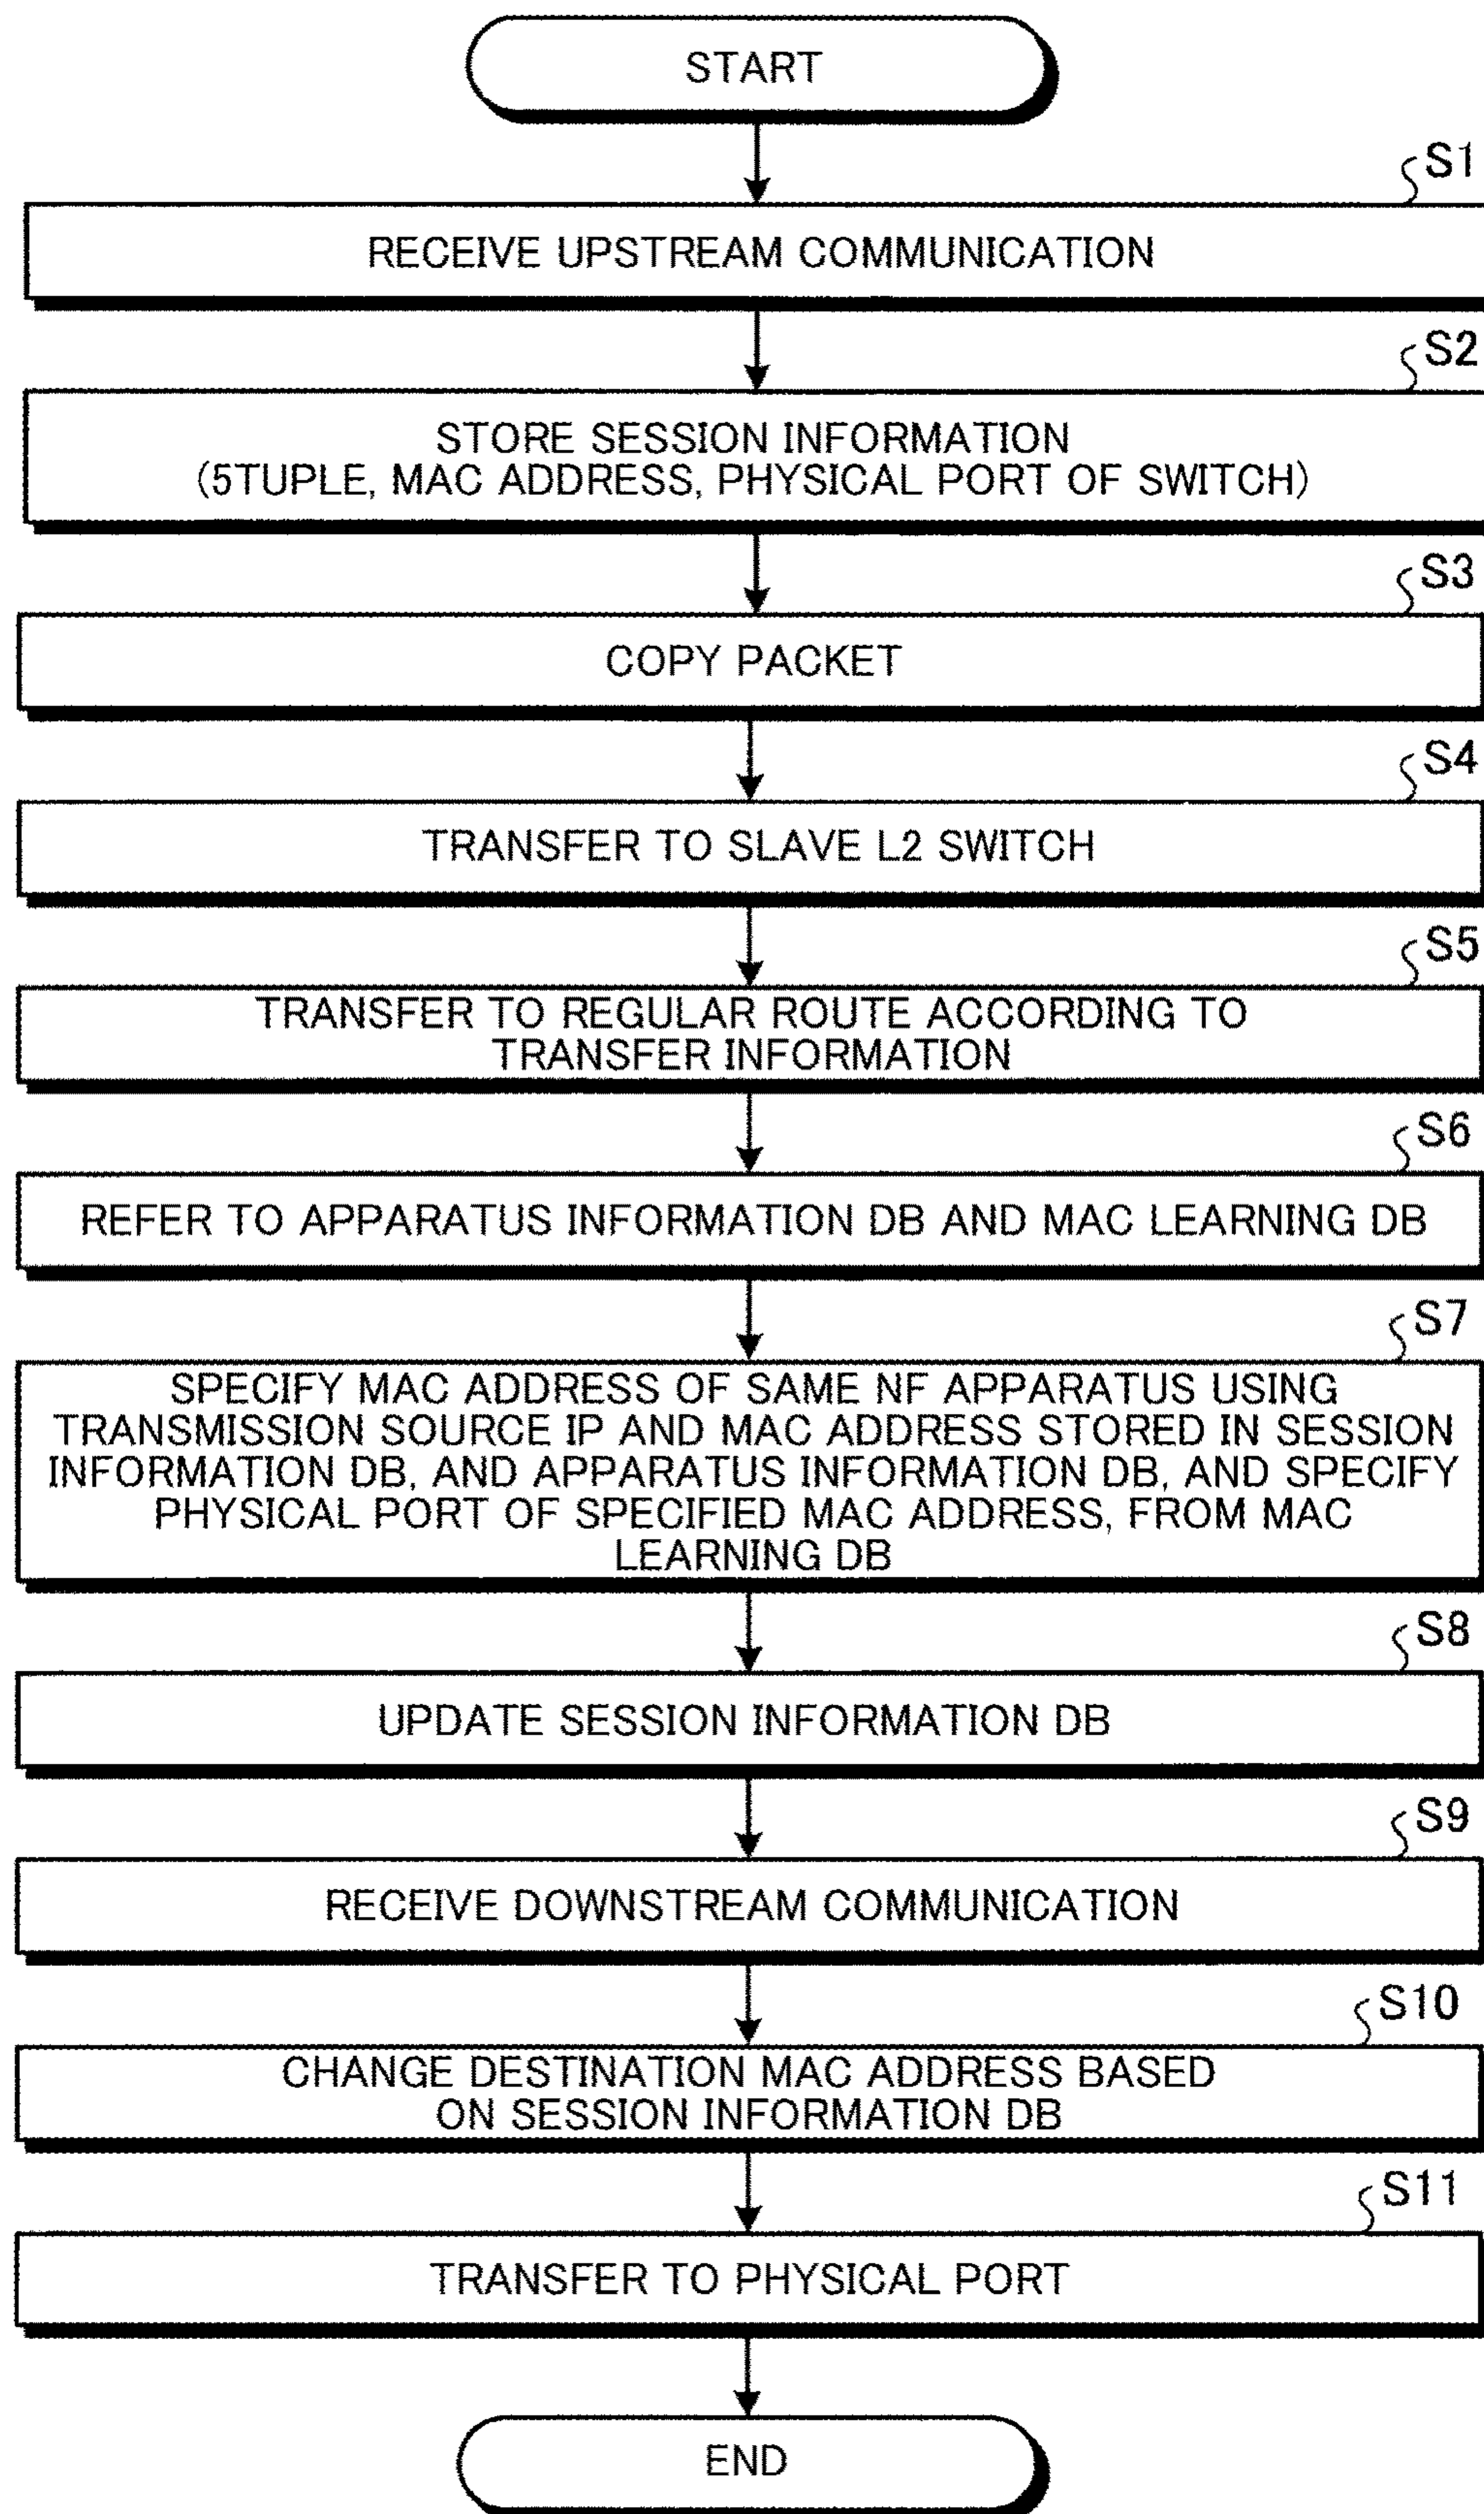 START
S1
RECEIVE UPSTREAM COMMUNICATION
S2
STORE SESSION INFORMATION
(5TUPLE, MAC ADDRESS, PHYSICAL PORT OF SWITCH)
S3
COPY PACKET
S4
TRANSFER TO SLAVE L2 SWITCH
S5
TRANSFER TO REGULAR ROUTE ACCORDING TO
TRANSFER INFORMATION
S6
REFER TO APPARATUS INFORMATION DB AND MAC LEARNING DB
S7
SPECIFY MAC ADDRESS OF SAME NF APPARATUS USING
TRANSMISSION SOURCE IP AND MAC ADDRESS STORED IN SESSION
INFORMATION DB, AND APPARATUS INFORMATION DB, AND SPECIFY
PHYSICAL PORT OF SPECIFIED MAC ADDRESS, FROM MAC
LEARNING DB
S8
UPDATE SESSION INFORMATION DB
S9
RECEIVE DOWNSTREAM COMMUNICATION
S10
CHANGE DESTINATION MAC ADDRESS BASED
ON SESSION INFORMATION DB
S11
TRANSFER TO PHYSICAL PORT
END